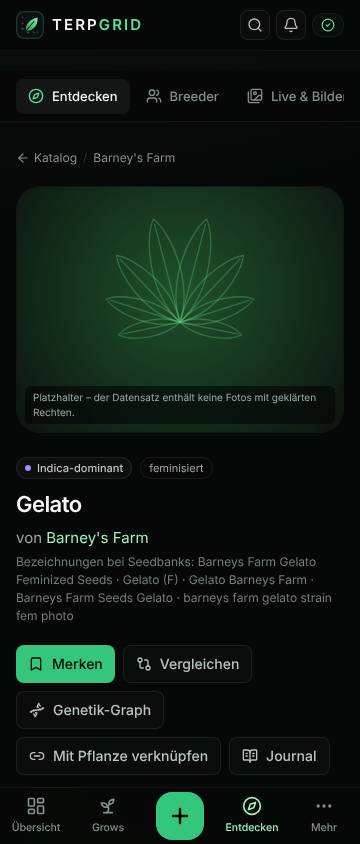 TERPGRID
Entdecken
Breeder
Live & Bilder
Katalog / Barney's Farm
Platzhalter – der Datensatz enthält keine Fotos mit geklärten
Rechten.
Indica-dominant
feminisiert
Gelato
von Barney's Farm
Bezeichnungen bei Seedbanks: Barneys Farm Gelato
Feminized Seeds · Gelato (F) · Gelato Barneys Farm ·
Barneys Farm Seeds Gelato · barneys farm gelato strain
fem photo
Merken
Vergleichen
Genetik-Graph
Mit Pflanze verknüpfen
Journal
Übersicht
Grows
Entdecken
Mehr